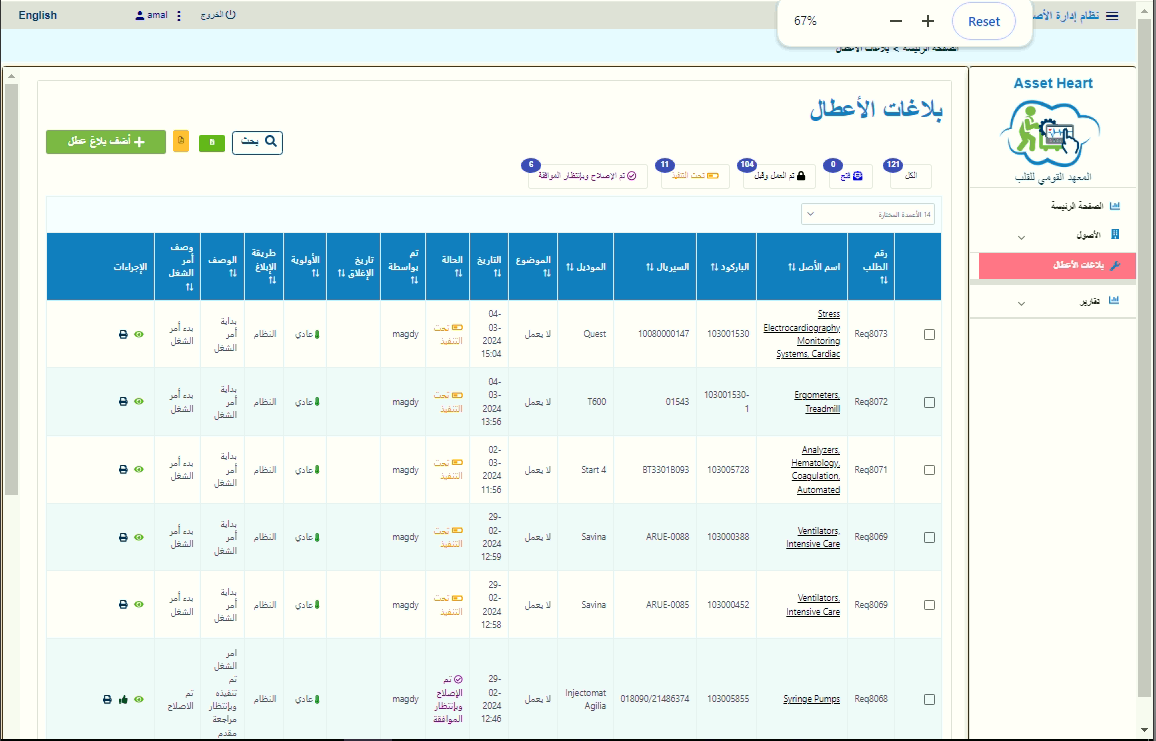 نظام إدارة الأصـ
الخروج
amal
English
67%
Reset
الصفحة الرئيسة > بلاغات الأعطال
Asset Heart
المعهد القومي للقلب
الصفحة الرئيسة
الأصول
بلاغات الأعطال
تقارير
بلاغات الأعطال
بحث
أضف بلاغ عطل
121
الكل
0
فتح
104
تم العمل وقبل
11
تحت التنفيذ
6
تم الإصلاح وبإنتظار الموافقة
14 الأعمدة المختارة
رقم الطلب
اسم الأصل
الباركود
السيريال
الموديل
الموضوع
التاريخ
الحالة
تم بواسطة
تاريخ الإغلاق
الأولوية
طريقة الإبلاغ
الوصف
وصف أمر الشغل
الإجراءات
Req8073
Stress
Electrocardiography
Monitoring
Systems, Cardiac
103001530
10080000147
Quest
لا يعمل
04-
03-
2024
15:04
تحت
التنفيذ
magdy
عادي
النظام
بداية
أمر
الشغل
بدء أمر
الشغل
Req8072
Ergometers,
Treadmill
103001530-
1
01543
T600
لا يعمل
04-
03-
2024
13:56
تحت
التنفيذ
magdy
عادي
النظام
بداية
أمر
الشغل
بدء أمر
الشغل
Req8071
Analyzers,
Hematology,
Coagulation,
Automated
103005728
BT3301B093
Start 4
لا يعمل
02-
03-
2024
11:56
تحت
التنفيذ
magdy
عادي
النظام
بداية
أمر
الشغل
بدء أمر
الشغل
Req8069
Ventilators,
Intensive Care
103000388
ARUE-0088
Savina
لا يعمل
29-
02-
2024
12:59
تحت
التنفيذ
magdy
عادي
النظام
بداية
أمر
الشغل
بدء أمر
الشغل
Req8069
Ventilators,
Intensive Care
103000452
ARUE-0085
Savina
لا يعمل
29-
02-
2024
12:58
تحت
التنفيذ
magdy
عادي
النظام
بداية
أمر
الشغل
بدء أمر
الشغل
Req8068
Syringe Pumps
103005855
018090/21486374
Injectomat
Agilia
لا يعمل
29-
02-
2024
12:46
تم
الإصلاح
وبإنتظار
الموافقة
magdy
عادي
النظام
امر
الشغل
تم
تنفيذه
وبإنتظار
مراجعة
مقدم
تم
الاصلاح